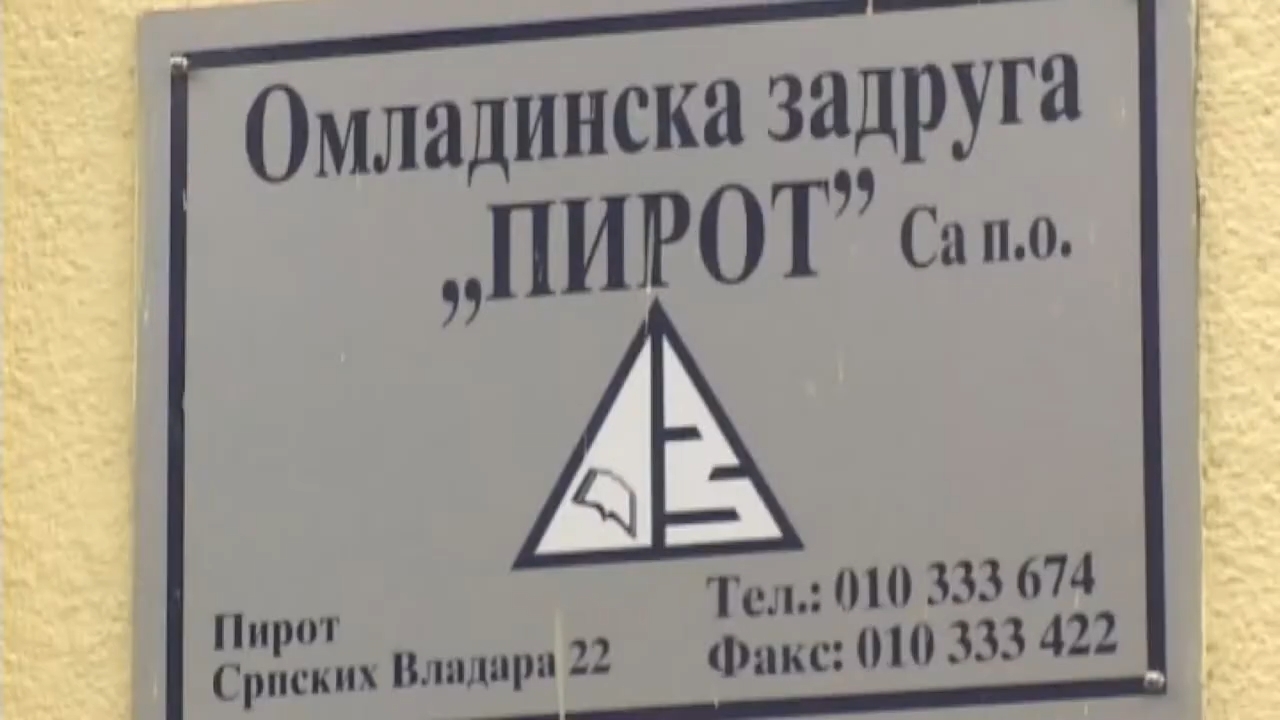 Омладинска задруга
„ПИРОТ” Са п.о.
Пирот
Српских Владара 22
Тел.: 010 333 674
Факс: 010 333 422